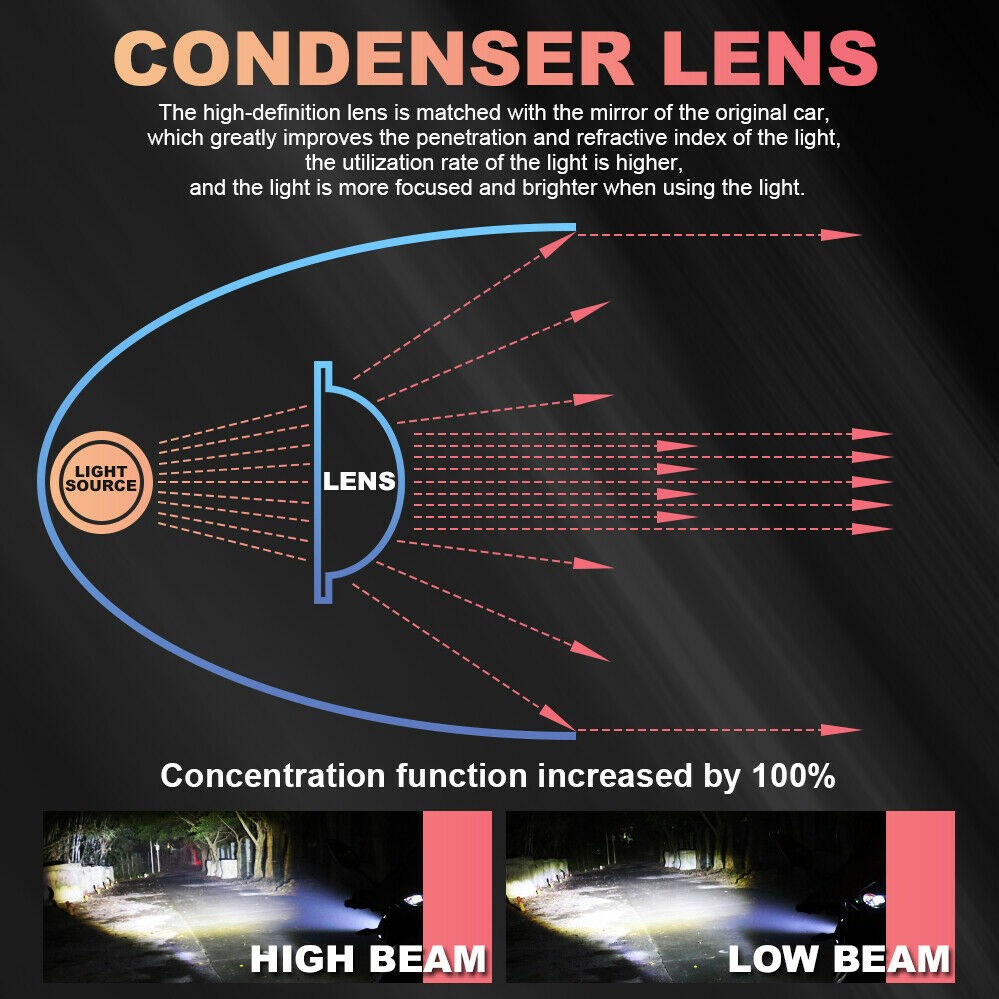 CONDENSER LENS
The high-definition lens is matched with the mirror of the original car,
which greatly improves the penetration and refractive index of the light,
the utilization rate of the light is higher,
and the light is more focused and brighter when using the light.
LIGHT
SOURCE
LENS
Concentration function increased by 100%
HIGH BEAM
LOW BEAM